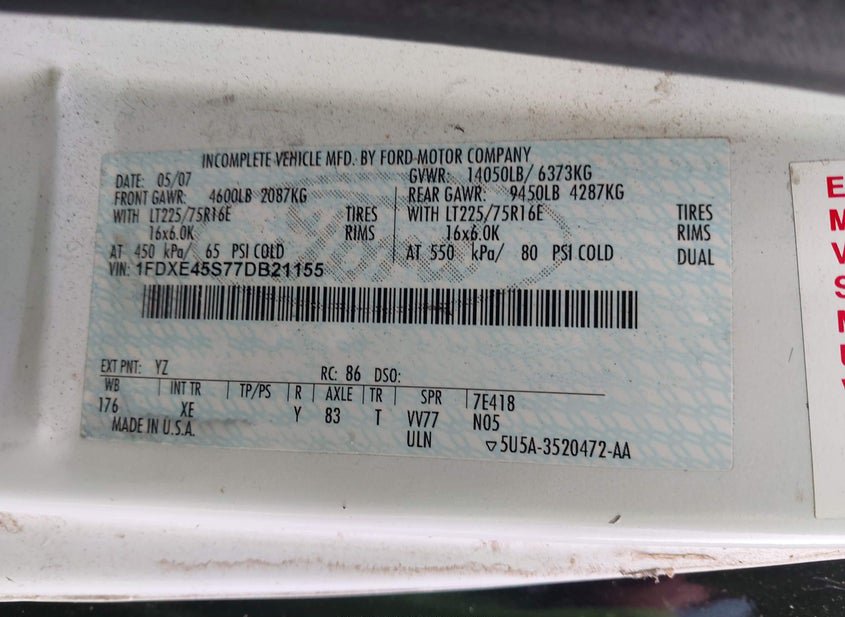 INCOMPLETE VEHICLE MFD. BY FORD MOTOR COMPANY
DATE: 05/07 GVWR: 14050LB/ 6373KG
FRONT GAWR: 4600LB 2087KG REAR GAWR: 9450LB 4287KG
WITH LT225/75R16E TIRES WITH LT225/75R16E TIRES
16x6.0K RIMS 16x6.0K RIMS
AT 450 kPa/ 65 PSI COLD AT 550 kPa/ 80 PSI COLD DUAL
VIN: 1FDXE45S77DB21155
Ford
EXT PNT: YZ RC: 86 DSO:
WB INT TR TP/PS R AXLE TR SPR 7E418
176 XE Y 83 T VV77 N05
MADE IN U.S.A. ULN ▽5U5A-3520472-AA
E
M
V
S
M
U